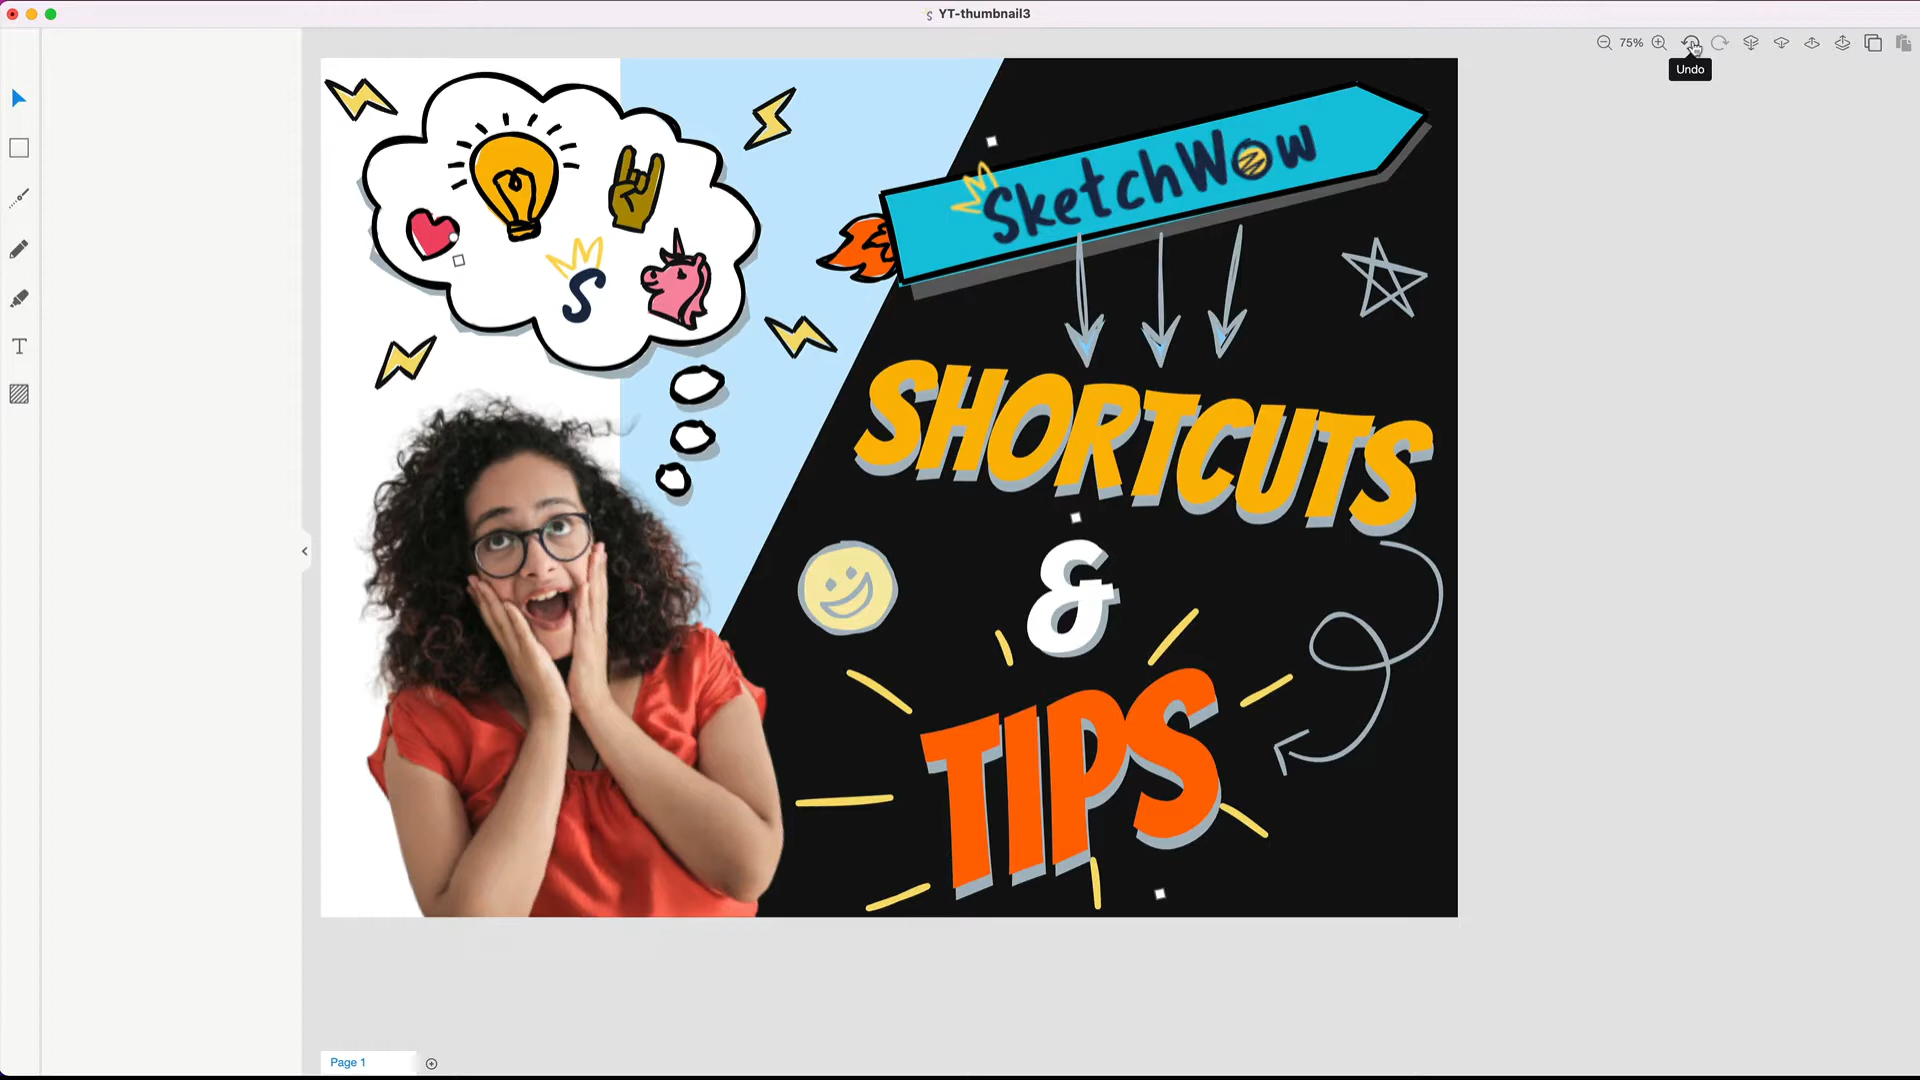 YT-thumbnail3
75%
Undo
SketchWow
S
SHORTCUTS
&
TIPS
T
Page 1